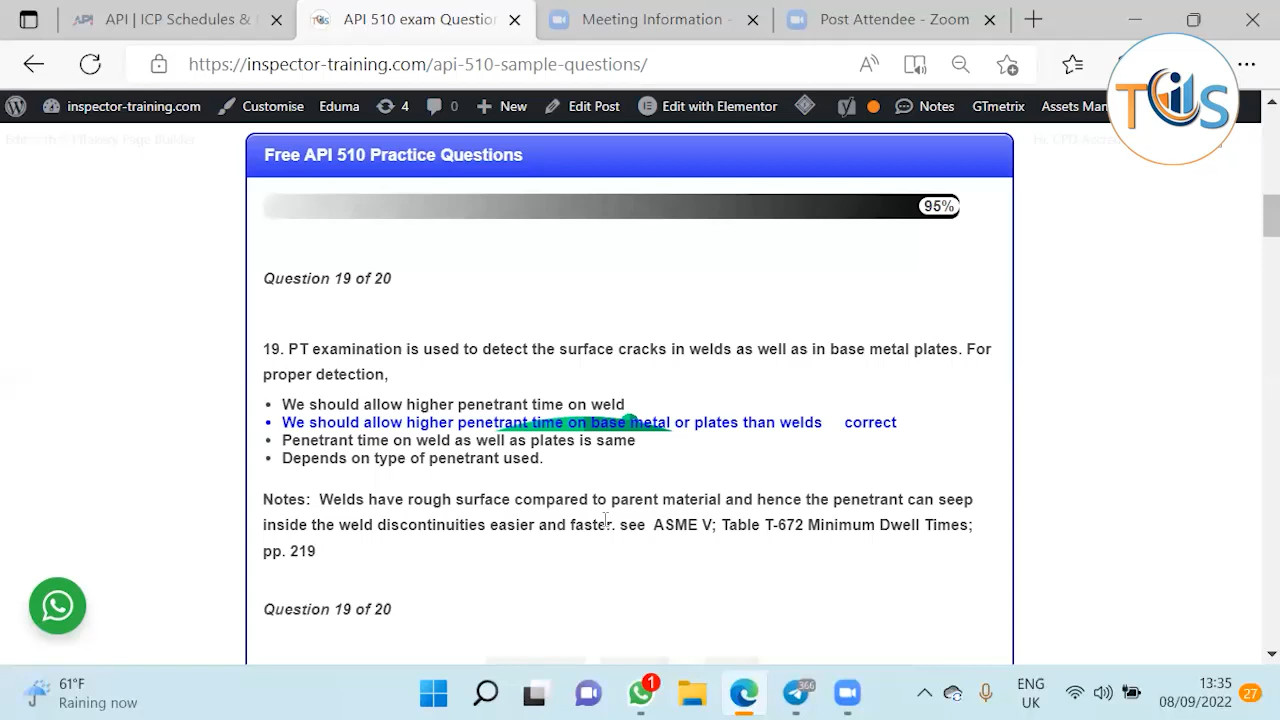 API | ICP Schedules &
API 510 exam Question
Meeting Information -
Post Attendee - Zoom
https://inspector-training.com/api-510-sample-questions/
inspector-training.com
Customise
Eduma
4
0
New
Edit Post
Edit with Elementor
Notes
GTmetrix
Assets Man
TIS
Free API 510 Practice Questions
95%
Question 19 of 20
19. PT examination is used to detect the surface cracks in welds as well as in base metal plates. For
proper detection,
• We should allow higher penetrant time on weld
• We should allow higher penetrant time on base metal or plates than welds correct
• Penetrant time on weld as well as plates is same
• Depends on type of penetrant used.
Notes: Welds have rough surface compared to parent material and hence the penetrant can seep
inside the weld discontinuities easier and faster. see ASME V; Table T-672 Minimum Dwell Times;
pp. 219
Question 19 of 20
61°F
Raining now
1
366
ENG
UK
13:35
08/09/2022
27